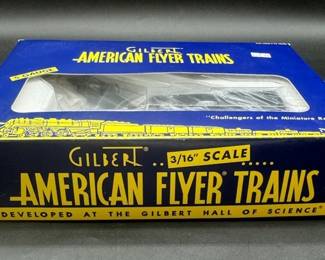 GILBERT
AMERICAN FLYER TRAINS
S GAUGE
"Challengers of the Miniature
GILBERT ..3/16" SCALE.....
AMERICAN FLYER® TRAINS
DEVELOPED AT THE GILBERT HALL OF SCIENCE